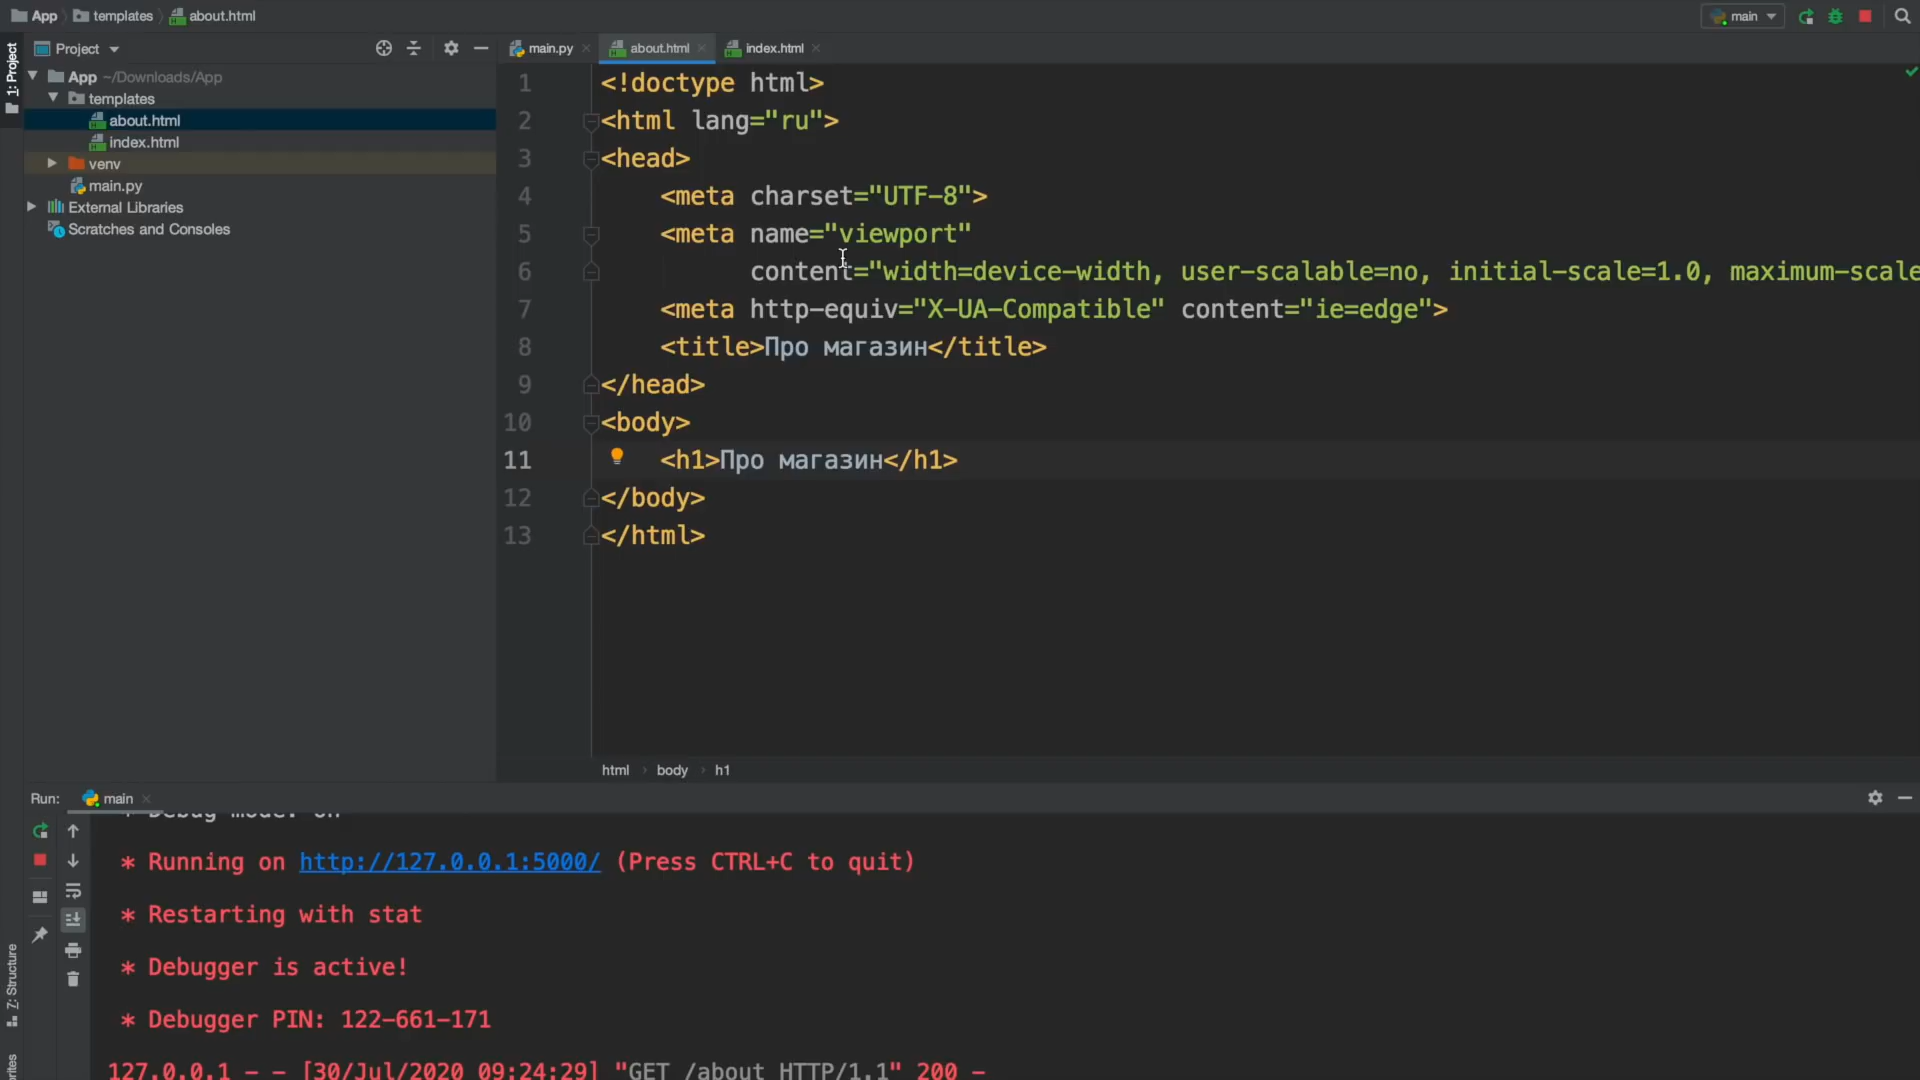 App templates about.html
main
1: Project
Project
main.py about.html index.html
App ~/Downloads/App
templates
about.html
index.html
venv
main.py
External Libraries
Scratches and Consoles
1 <!doctype html>
2 <html lang="ru">
3 <head>
4 <meta charset="UTF-8">
5 <meta name="viewport"
6 content="width=device-width, user-scalable=no, initial-scale=1.0, maximum-scale
7 <meta http-equiv="X-UA-Compatible" content="ie=edge">
8 <title>Про магазин</title>
9 </head>
10 <body>
11 <h1>Про магазин</h1>
12 </body>
13 </html>
html body h1
Run: main
* Debug mode: on
* Running on http://127.0.0.1:5000/ (Press CTRL+C to quit)
* Restarting with stat
* Debugger is active!
* Debugger PIN: 122-661-171
127.0.0.1 - - [30/Jul/2020 09:24:29] "GET /about HTTP/1.1" 200 -
Z: Structure